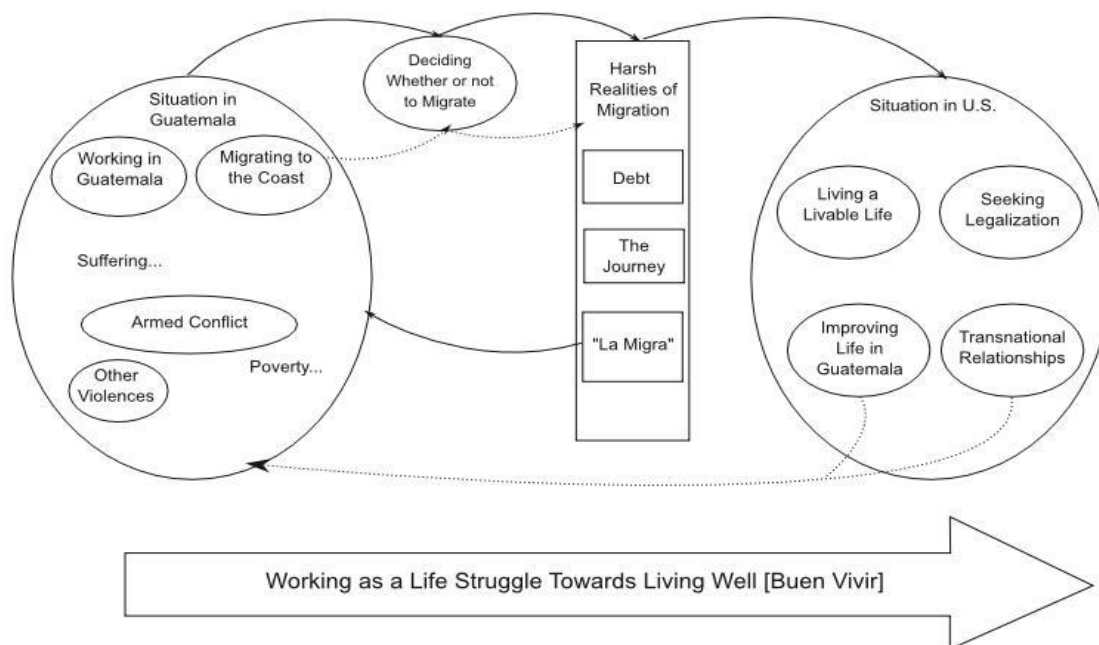 Situation in
Guatemala
Working in
Guatemala
Migrating to
the Coast
Suffering...
Armed Conflict
Poverty...
Other
Violences
Deciding
Whether or not
to Migrate
Harsh
Realities of
Migration
Debt
The
Journey
"La Migra"
Situation in U.S.
Living a
Livable Life
Seeking
Legalization
Improving
Life in
Guatemala
Transnational
Relationships
Working as a Life Struggle Towards Living Well [Buen Vivir]